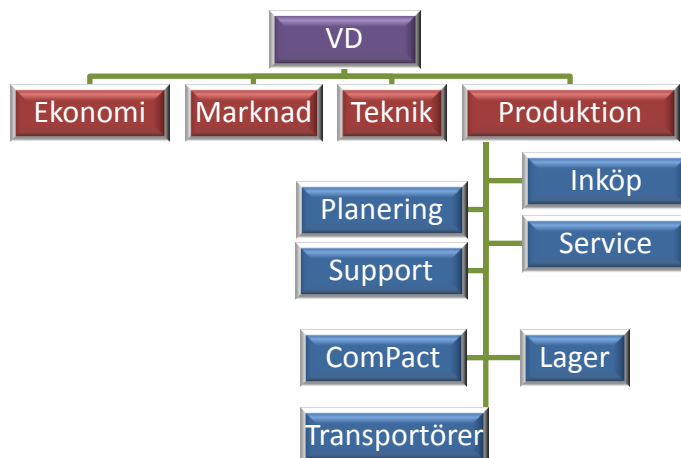 VD
Ekonomi
Marknad
Teknik
Produktion
Inköp
Planering
Service
Support
ComPact
Lager
Transportörer